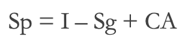 Sp = I – Sg + CA